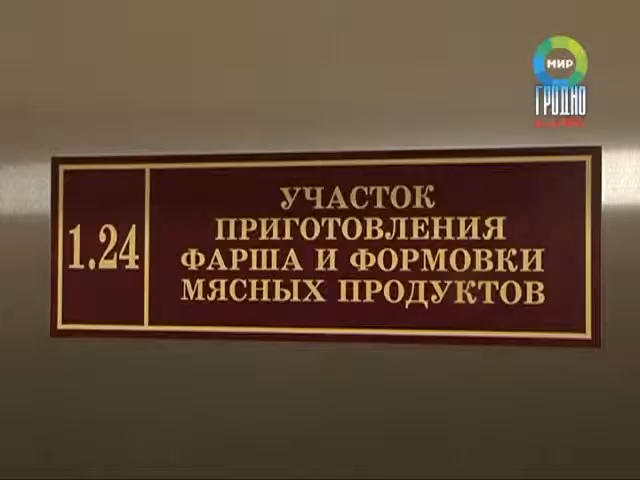 МИР
ГРОДНО
1.24
УЧАСТОК
ПРИГОТОВЛЕНИЯ
ФАРША И ФОРМОВКИ
МЯСНЫХ ПРОДУКТОВ